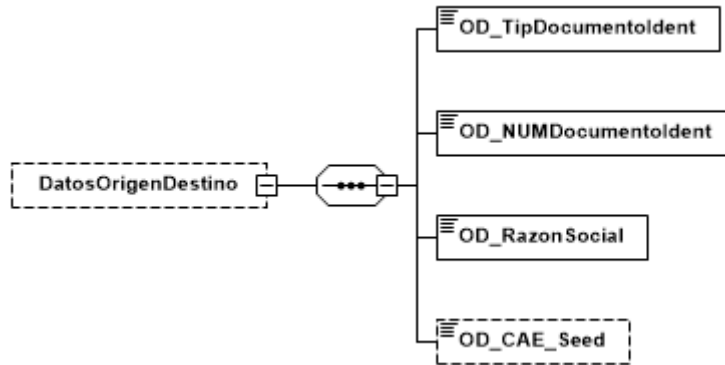 OD_TipDocumentoIdent
OD_NUMDocumentoIdent
DatosOrigenDestino
OD_RazonSocial
OD_CAE_Seed